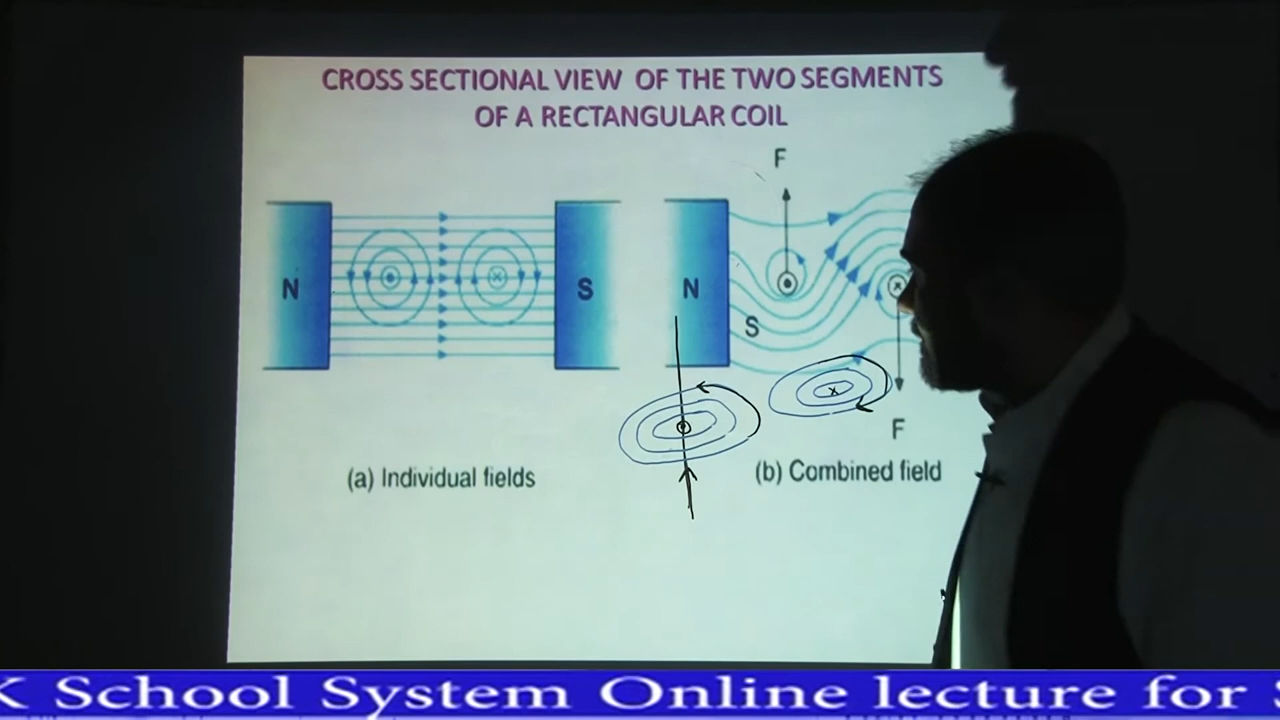 CROSS SECTIONAL VIEW OF THE TWO SEGMENTS
OF A RECTANGULAR COIL
F
N
S
N
S
F
(a) Individual fields
(b) Combined field
K School System Online lecture for